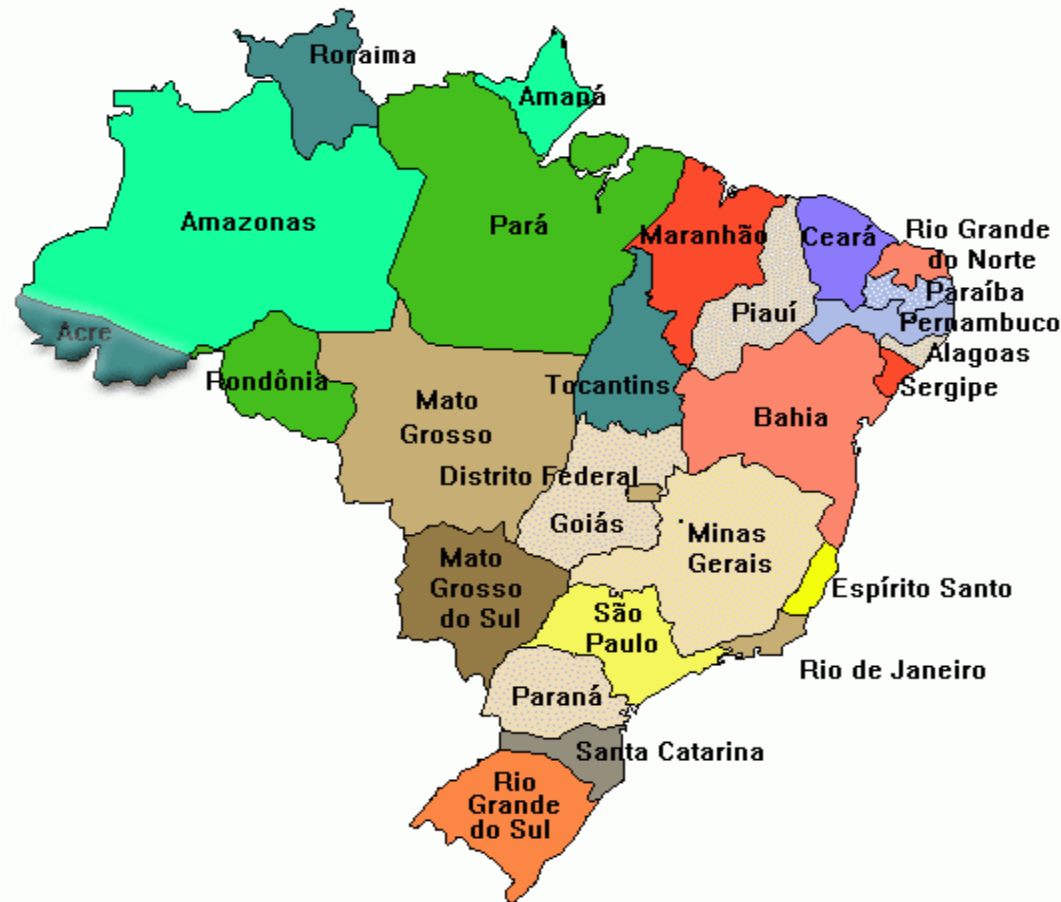 Roraima
Amapá
Amazonas
Pará
Maranhão
Ceará
Rio Grande
do Norte
Paraíba
Piauí
Pernambuco
Acre
Alagoas
Rondônia
Tocantins
Sergipe
Mato
Grosso
Bahia
Distrito Federal
Goiás
Minas
Gerais
Mato
Grosso
do Sul
Espírito Santo
São
Paulo
Rio de Janeiro
Paraná
Santa Catarina
Rio
Grande
do Sul